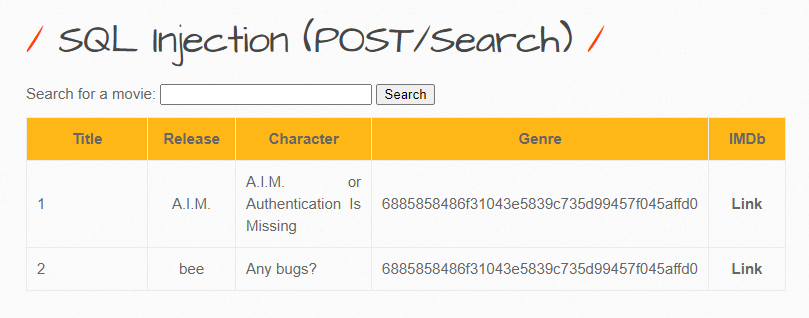 / SQL Injection (POST/Search) /
Search for a movie: Search
Title Release Character Genre IMDb
A.I.M. or
1 A.I.M. Authentication Is 6885858486f31043e5839c735d99457f045affd0 Link
Missing
2 bee Any bugs? 6885858486f31043e5839c735d99457f045affd0 Link